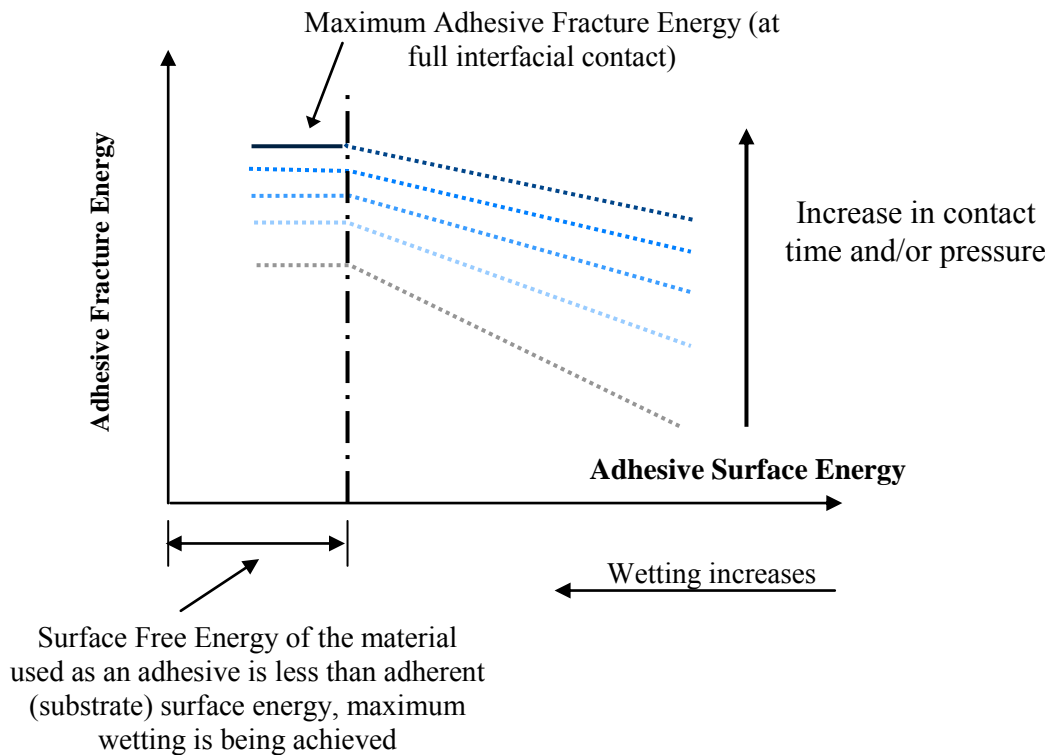 Maximum Adhesive Fracture Energy (at
full interfacial contact)
Adhesive Fracture Energy
Increase in contact
time and/or pressure
Adhesive Surface Energy
Wetting increases
Surface Free Energy of the material
used as an adhesive is less than adherent
(substrate) surface energy, maximum
wetting is being achieved